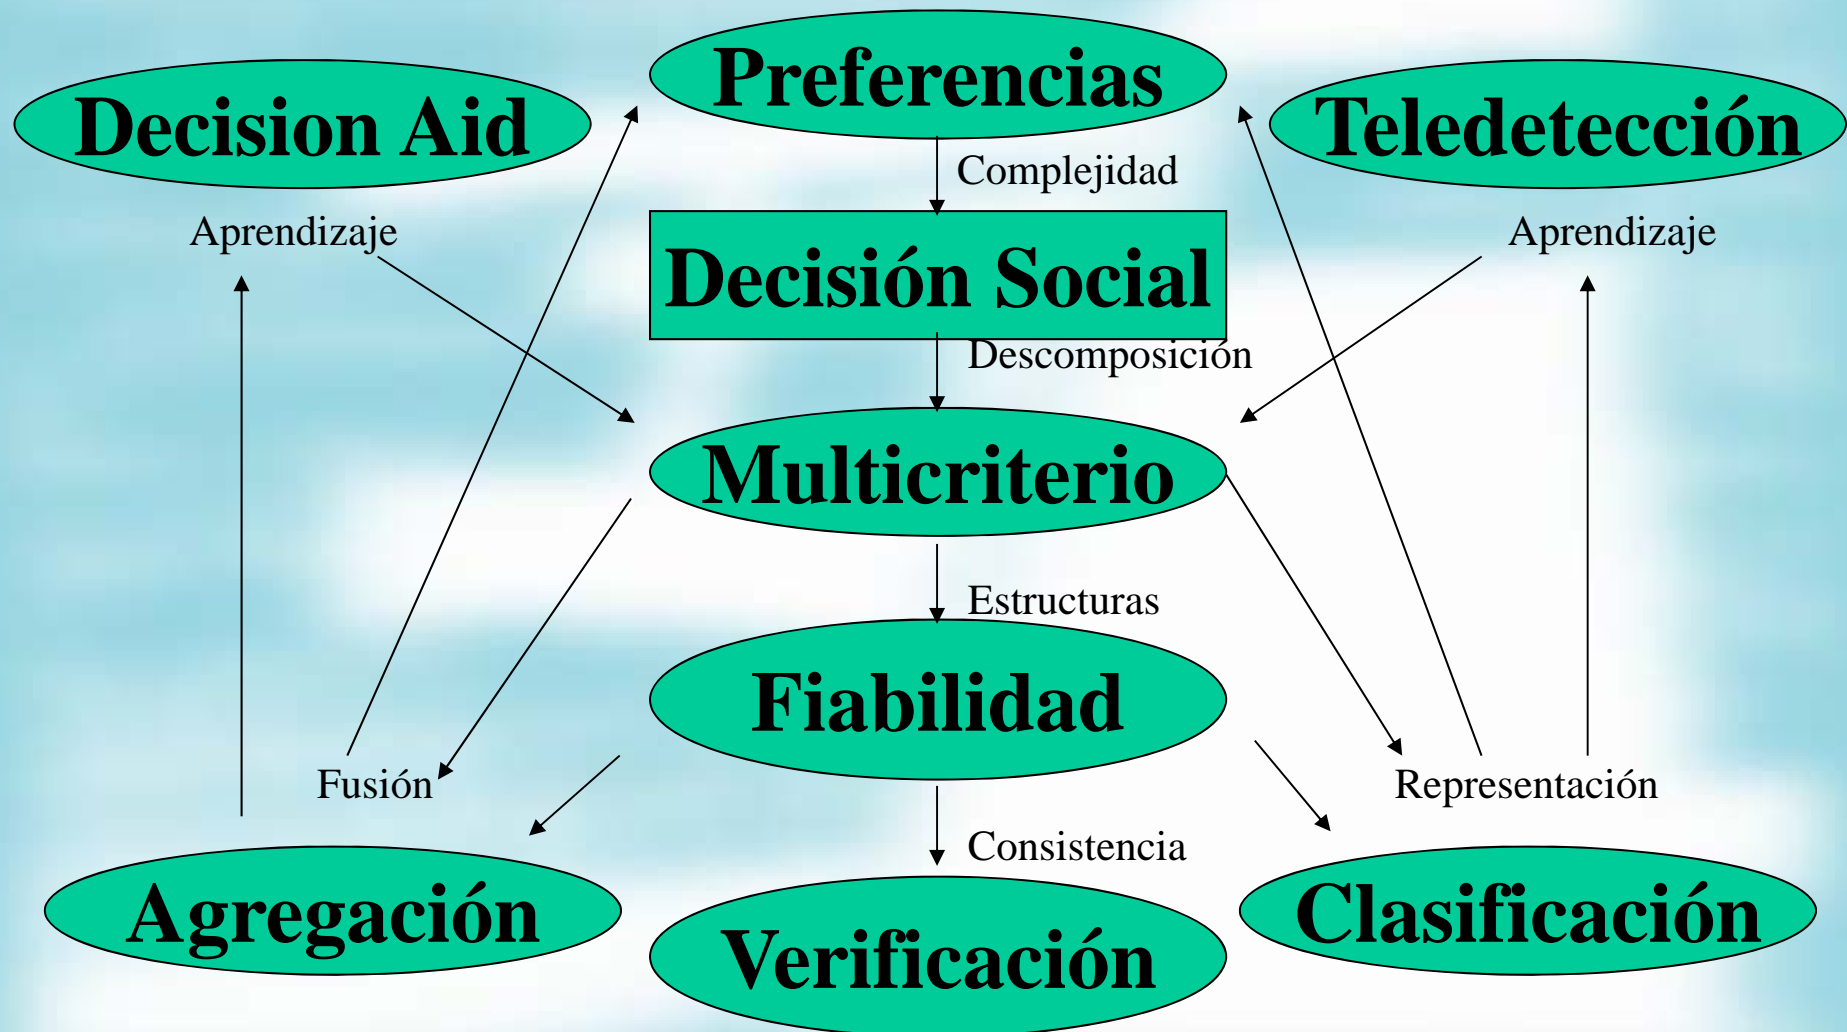 Preferencias
Decision Aid
Teledetección
Complejidad
Aprendizaje
Aprendizaje
Decisión Social
Descomposición
Multicriterio
Estructuras
Fiabilidad
Fusión
Representación
Consistencia
Agregación
Clasificación
Verificación